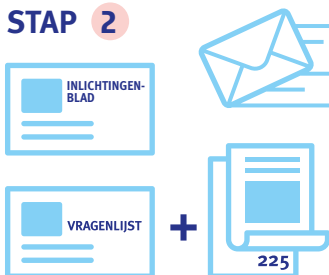 STAP 2
INLICHTINGEN-
BLAD
VRAGENLIJST
+
225